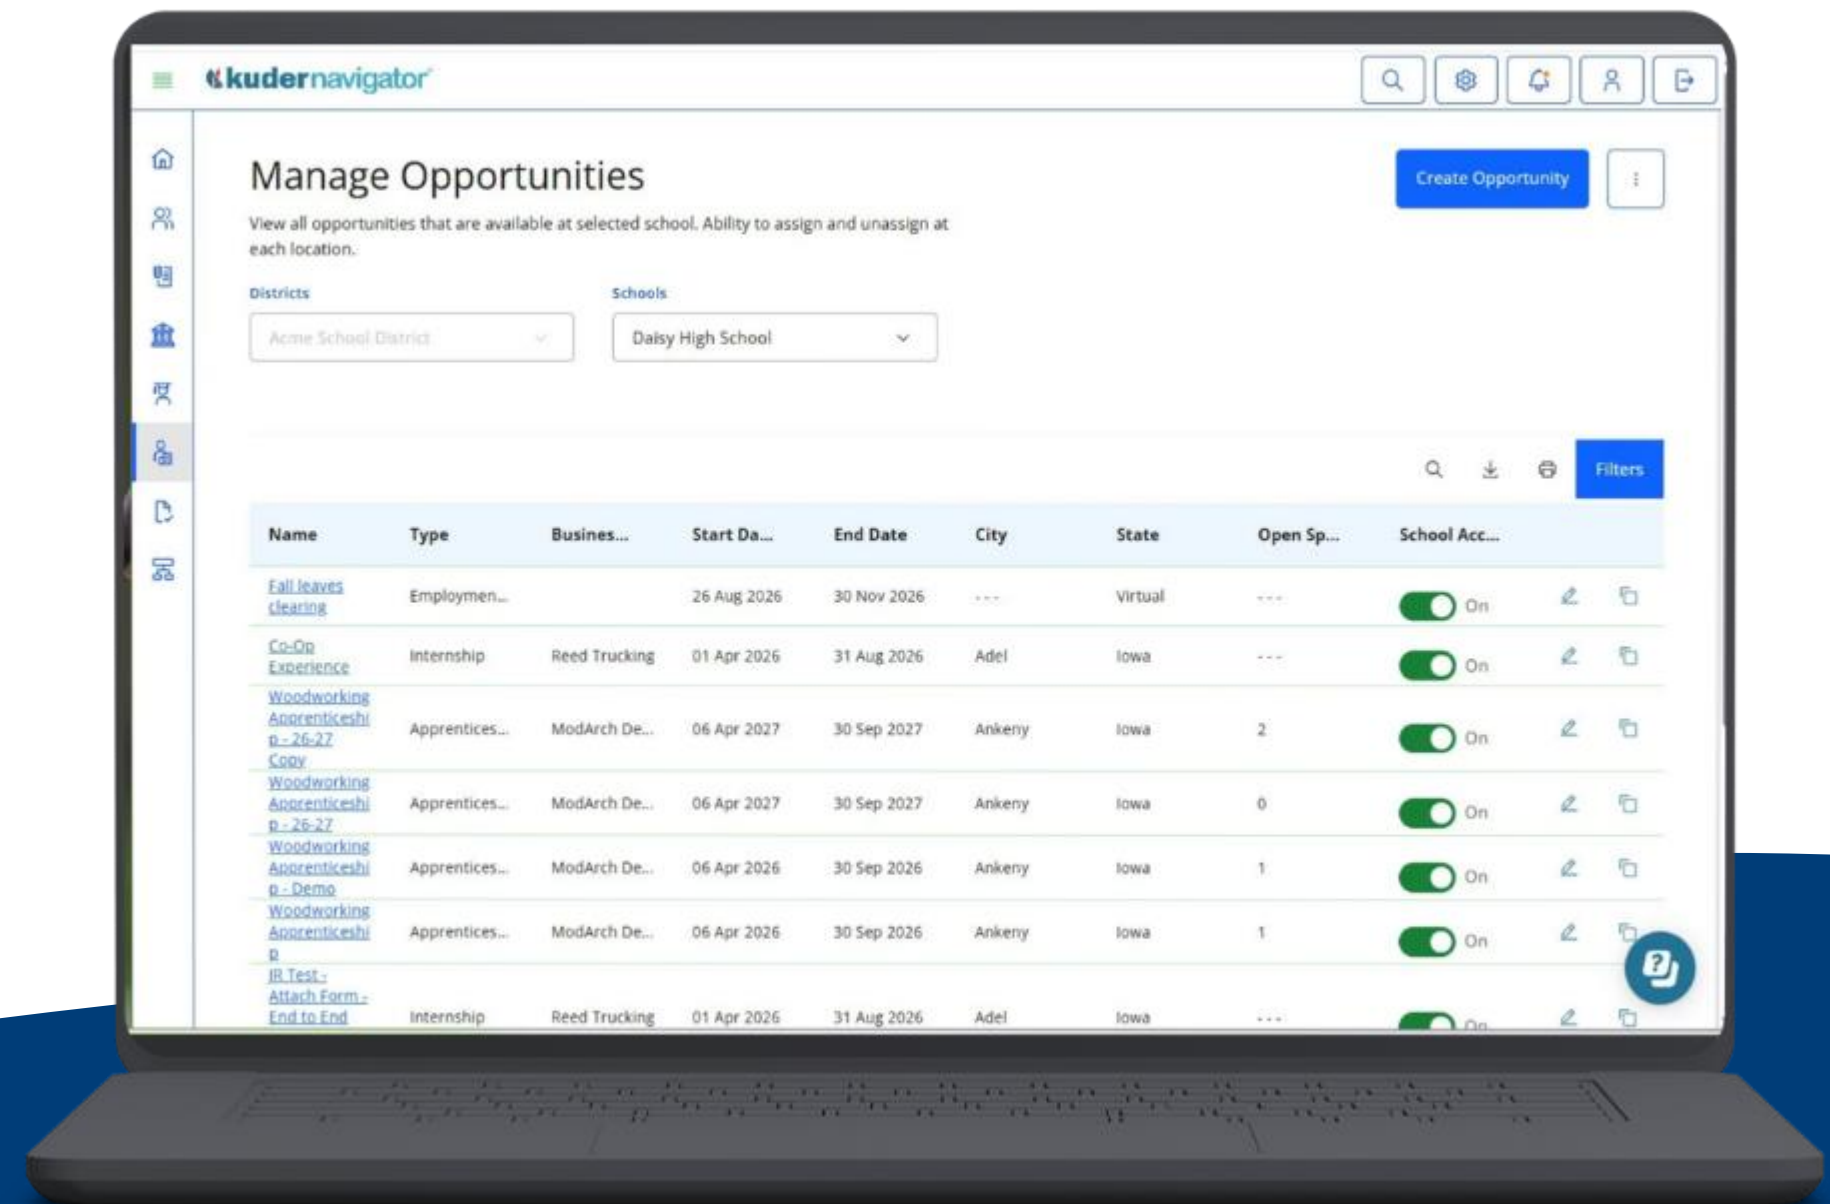 kudernavigator
Manage Opportunities
Create Opportunity
View all opportunities that are available at selected school. Ability to assign and unassign at
each location.
Districts
Schools
Acme School District
Daisy High School
Filters
Name Type Busines... Start Da... End Date City State Open Sp... School Acc...
Fall leaves
clearing
Employmen... 26 Aug 2026 30 Nov 2026 --- Virtual --- On
Co-Op
Experience
Internship Reed Trucking 01 Apr 2026 31 Aug 2026 Adel Iowa --- On
Woodworking
Apprenticeshi
p - 26-27
Copy
Apprentices... ModArch De... 06 Apr 2027 30 Sep 2027 Ankeny Iowa 2 On
Woodworking
Apprenticeshi
p - 26-27
Apprentices... ModArch De... 06 Apr 2027 30 Sep 2027 Ankeny Iowa 0 On
Woodworking
Apprenticeshi
p - Demo
Apprentices... ModArch De... 06 Apr 2026 30 Sep 2026 Ankeny Iowa 1 On
Woodworking
Apprenticeshi
p
Apprentices... ModArch De... 06 Apr 2026 30 Sep 2026 Ankeny Iowa 1 On
JR Test -
Attach Form -
End to End
Internship Reed Trucking 01 Apr 2026 31 Aug 2026 Adel Iowa --- On
?